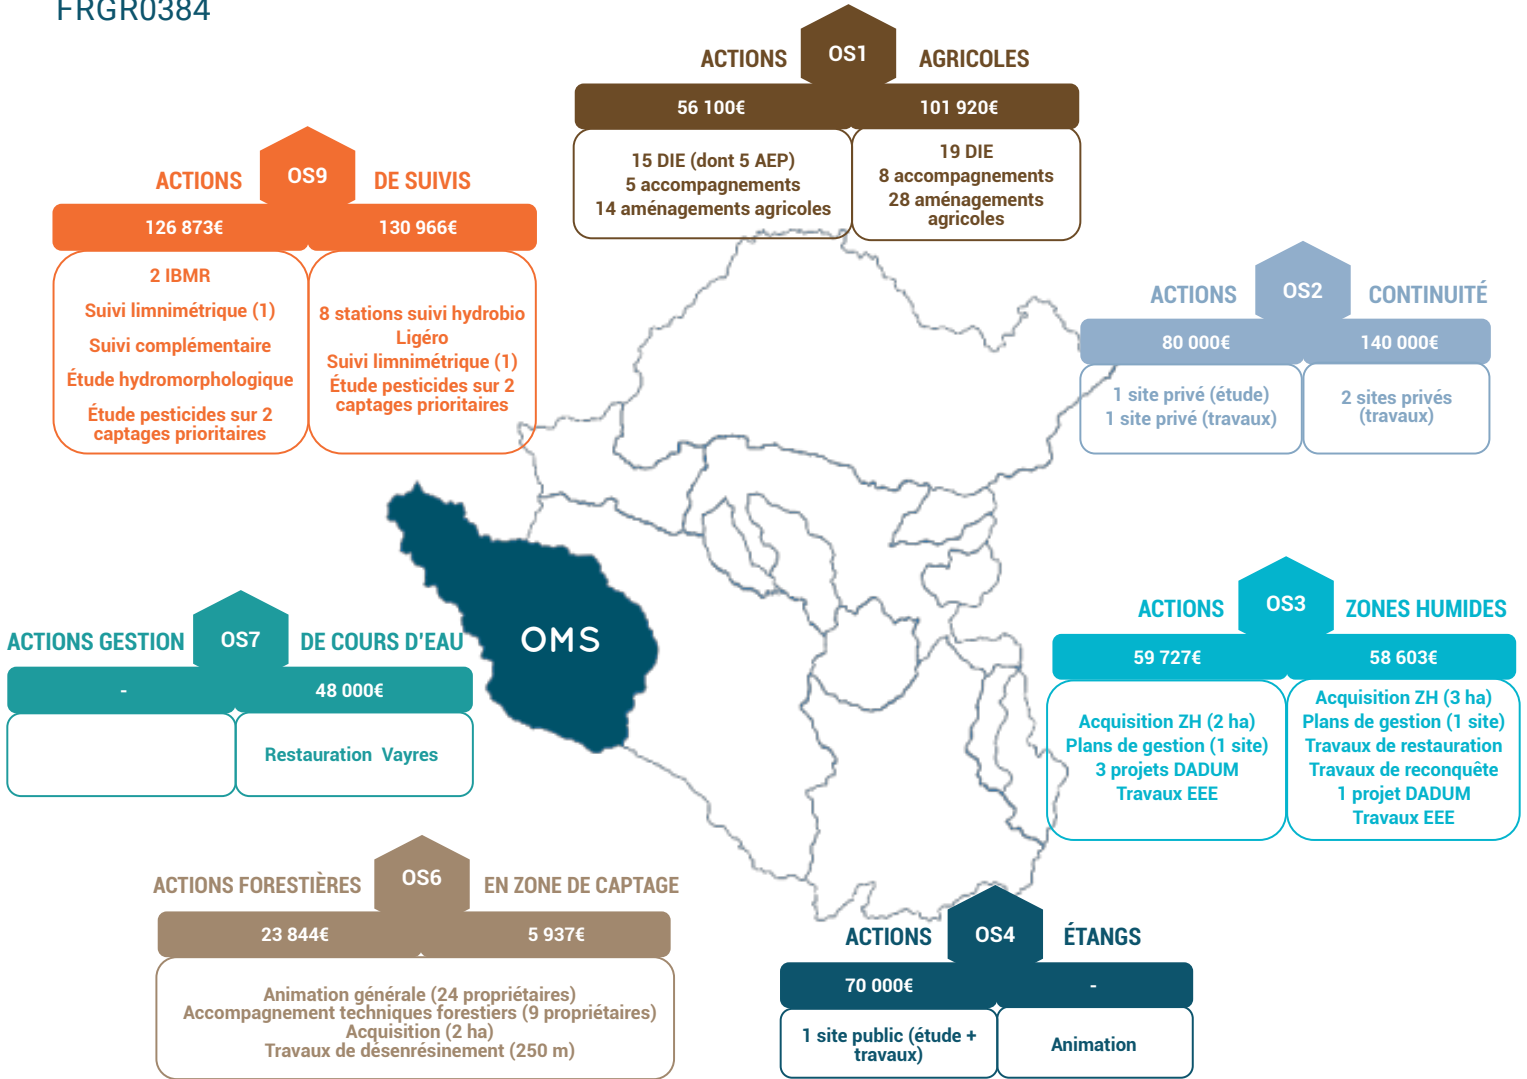 FRGR0384
ACTIONS OS1 AGRICOLES
56 100€ 101 920€
15 DIE (dont 5 AEP)
5 accompagnements
14 aménagements agricoles
19 DIE
8 accompagnements
28 aménagements
agricoles
ACTIONS OS9 DE SUIVIS
126 873€ 130 966€
2 IBMR
Suivi limnimétrique (1)
Suivi complémentaire
Étude hydromorphologique
Étude pesticides sur 2
captages prioritaires
8 stations suivi hydrobio
Ligéro
Suivi limnimétrique (1)
Étude pesticides sur 2
captages prioritaires
ACTIONS OS2 CONTINUITÉ
80 000€ 140 000€
1 site privé (étude)
1 site privé (travaux)
2 sites privés
(travaux)
OMS
ACTIONS GESTION OS7 DE COURS D'EAU
- 48 000€
Restauration Vayres
ACTIONS OS3 ZONES HUMIDES
59 727€ 58 603€
Acquisition ZH (2 ha)
Plans de gestion (1 site)
3 projets DADUM
Travaux EEE
Acquisition ZH (3 ha)
Plans de gestion (1 site)
Travaux de restauration
Travaux de reconquête
1 projet DADUM
Travaux EEE
ACTIONS FORESTIÈRES OS6 EN ZONE DE CAPTAGE
23 844€ 5 937€
Animation générale (24 propriétaires)
Accompagnement techniques forestiers (9 propriétaires)
Acquisition (2 ha)
Travaux de désenrésinement (250 m)
ACTIONS OS4 ÉTANGS
70 000€ -
1 site public (étude +
travaux)
Animation